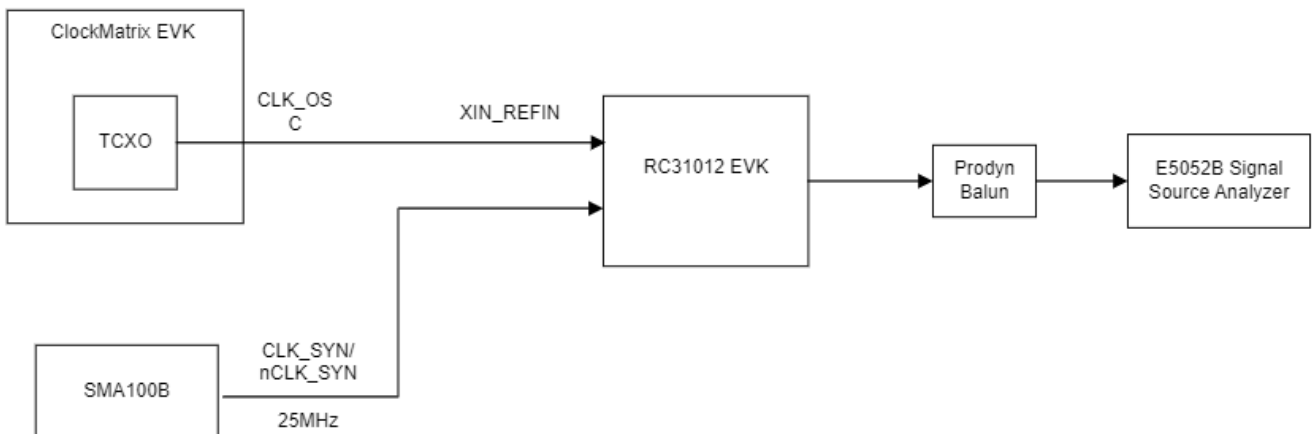 ClockMatrix EVK
TCXO
CLK_OS
C
XIN_REFIN
RC31012 EVK
Prodyn
Balun
E5052B Signal
Source Analyzer
SMA100B
CLK_SYN/
nCLK_SYN
25MHz